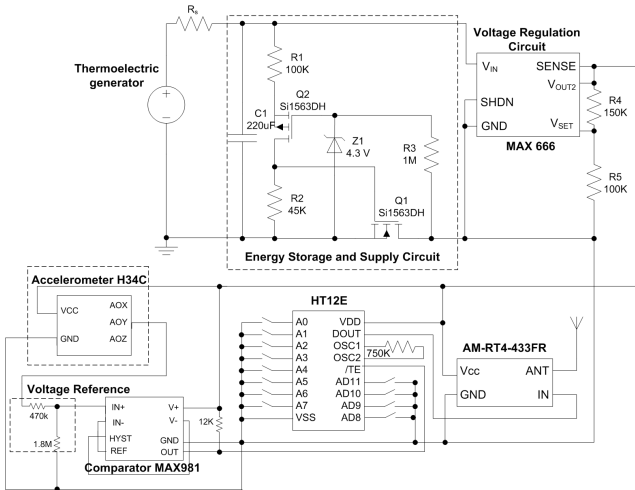 Rs
Voltage Regulation
Circuit
Thermoelectric
generator
R1
100K
Q2
Si1563DH
C1
220uF
Z1
4.3 V
R3
1M
R2
45K
Q1
Si1563DH
Energy Storage and Supply Circuit
VIN
SENSE
VOUT2
SHDN
GND
VSET
MAX 666
R4
150K
R5
100K
Accelerometer H34C
VCC
AOX
AOY
GND
AOZ
Voltage Reference
470k
1.8M
IN+
V+
IN-
V-
HYST
GND
REF
OUT
Comparator MAX981
12K
HT12E
A0
VDD
A1
DOUT
A2
OSC1
A3
OSC2
A4
/TE
A5
AD11
A6
AD10
A7
AD9
VSS
AD8
750K
AM-RT4-433FR
Vcc
ANT
GND
IN